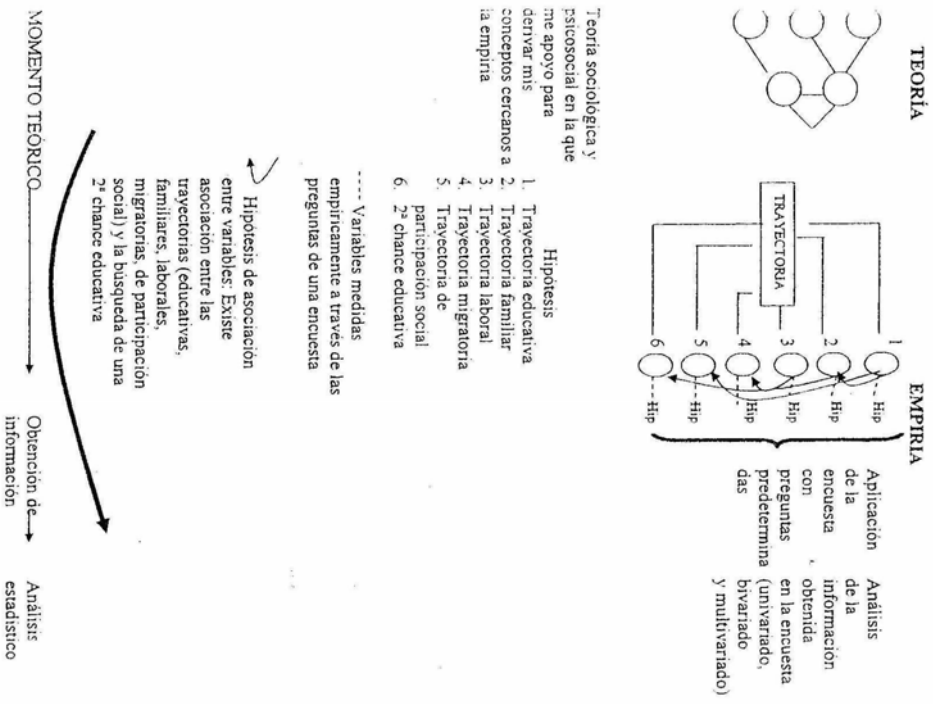 TEORÍA
EMPIRIA
TRAYECTORIA
1
2
3
4
5
6
Hip
Hip
Hip
Hip
Hip
Hip
Aplicación
de la
encuesta
con
preguntas
predetermina
das
Análisis
de la
información
obtenida
en la encuesta
(univariado,
bivariado
y multivariado)
Teoría sociológica y
psicosocial en la que
me apoyo para
derivar mis
conceptos cercanos a
la empiria
Hipótesis
1. Trayectoria educativa
2. Trayectoria familiar
3. Trayectoria laboral
4. Trayectoria migratoria
5. Trayectoria de
participación social
6. 2ª chance educativa
---- Variables medidas
empíricamente a través de las
preguntas de una encuesta
Hipótesis de asociación
entre variables: Existe
asociación entre las
trayectorias (educativas,
familiares, laborales,
migratorias, de participación
social) y la búsqueda de una
2ª chance educativa
MOMENTO TEÓRICO
Obtención de
información
Análisis
estadístico